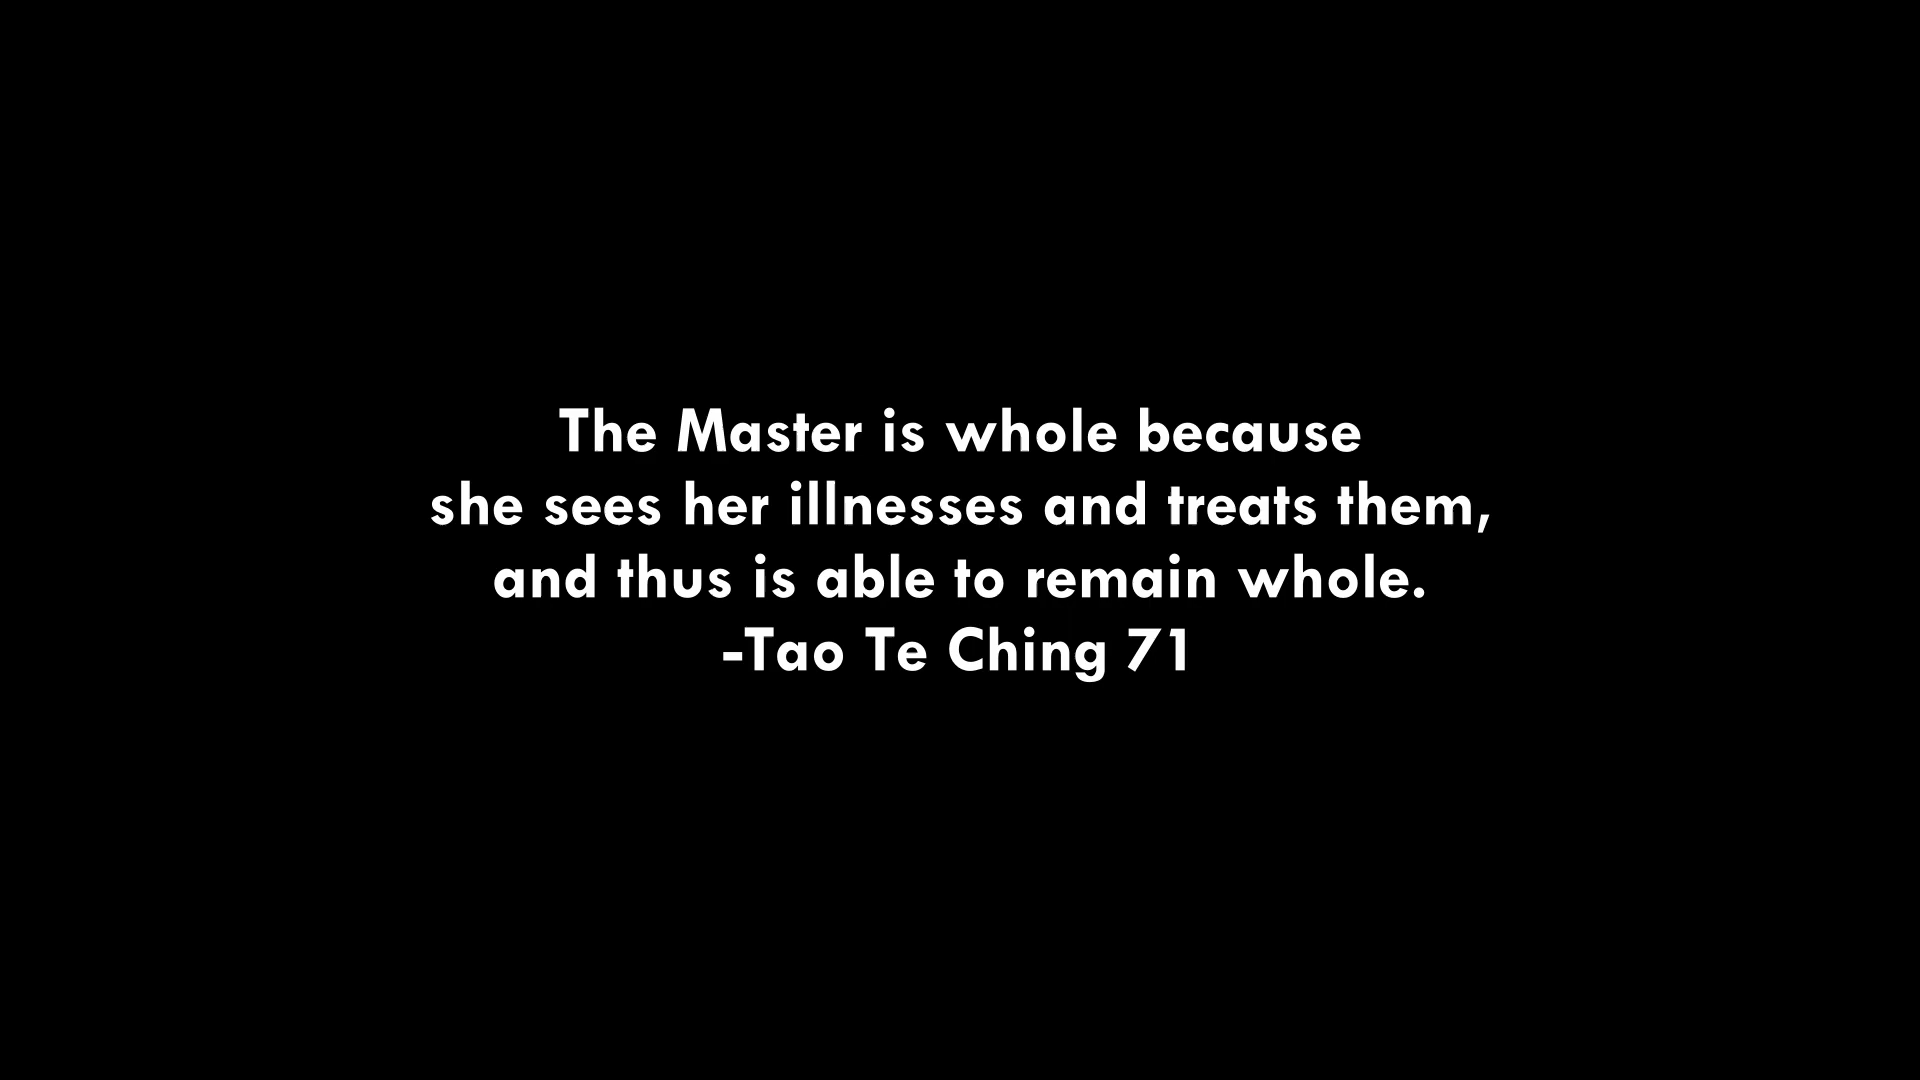 The Master is whole because
she sees her illnesses and treats them,
and thus is able to remain whole.
-Tao Te Ching 71